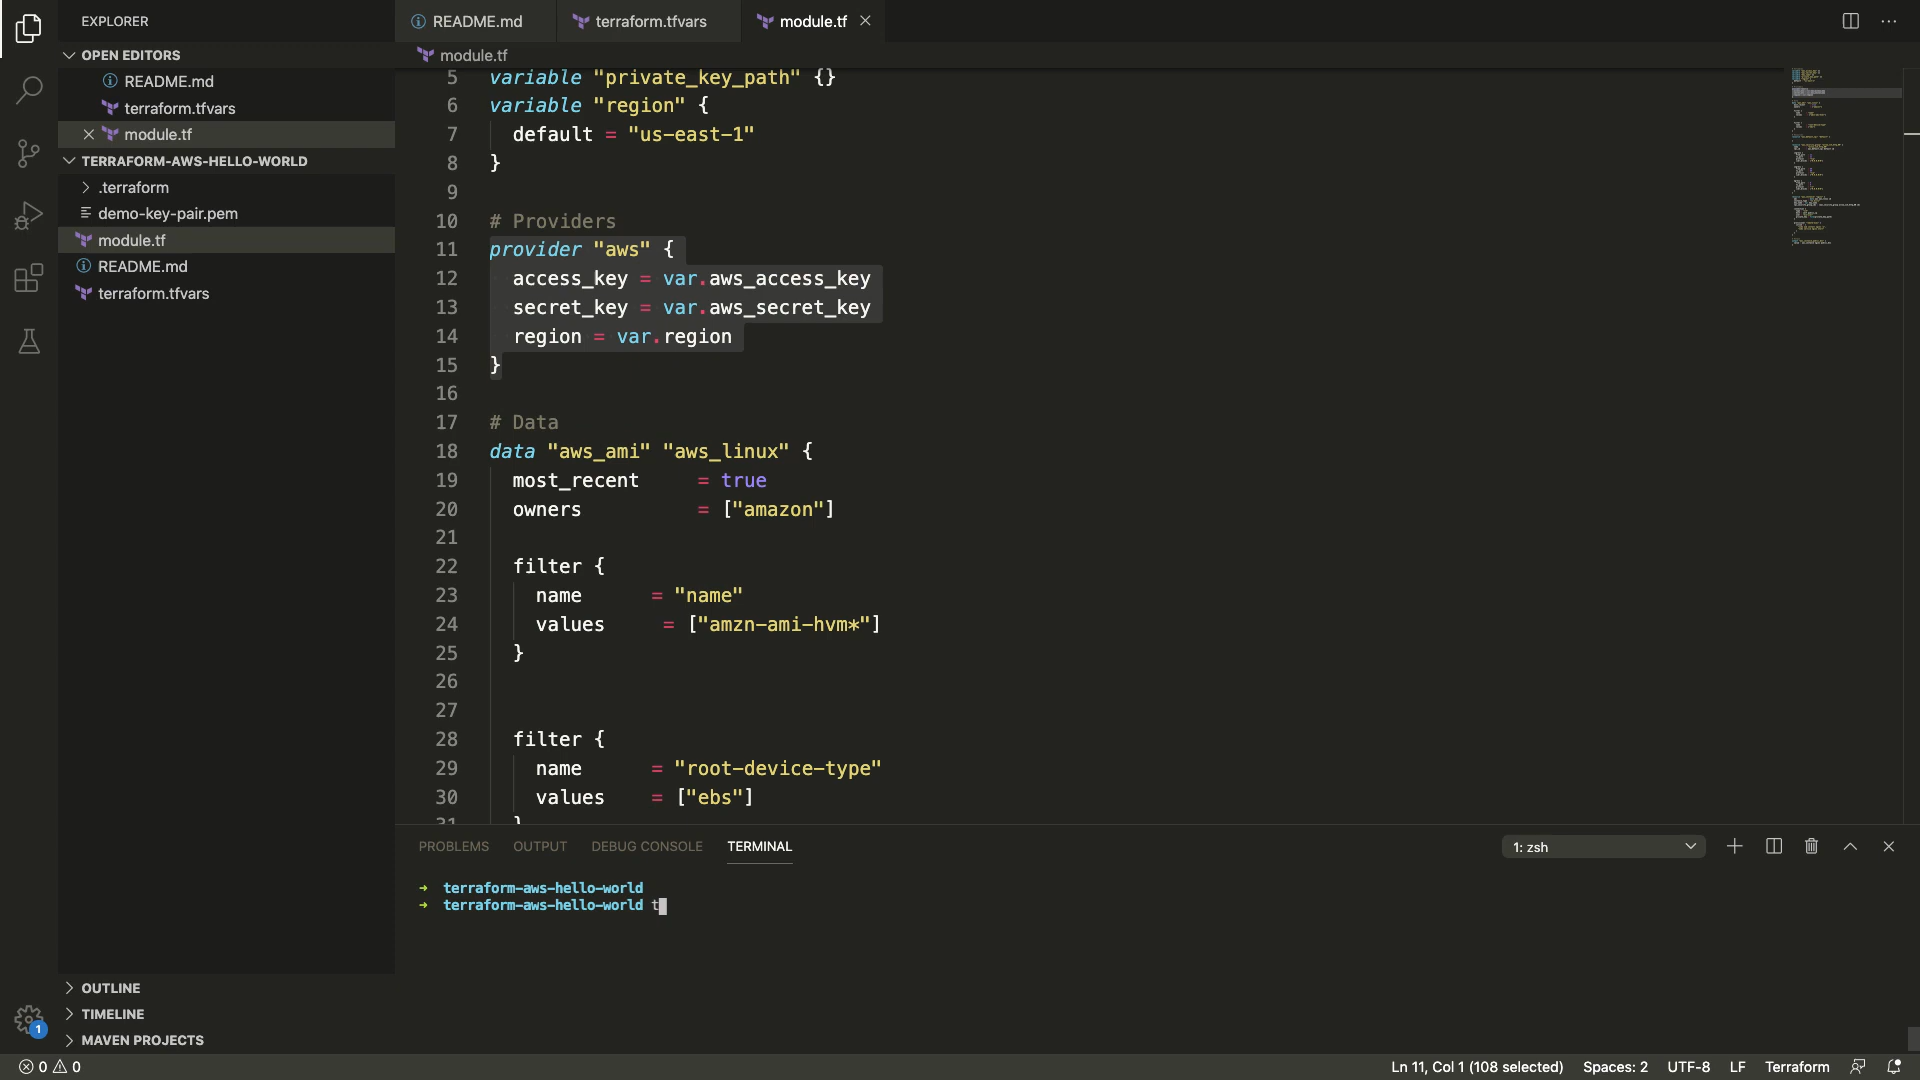 EXPLORER
OPEN EDITORS
README.md
terraform.tfvars
module.tf
TERRAFORM-AWS-HELLO-WORLD
.terraform
demo-key-pair.pem
module.tf
README.md
terraform.tfvars
OUTLINE
TIMELINE
MAVEN PROJECTS
1
README.md
terraform.tfvars
module.tf
module.tf
5 variable "private_key_path" {}
6 variable "region" {
7 default = "us-east-1"
8 }
9
10 # Providers
11 provider "aws" {
12 access_key = var.aws_access_key
13 secret_key = var.aws_secret_key
14 region = var.region
15 }
16
17 # Data
18 data "aws_ami" "aws_linux" {
19 most_recent = true
20 owners = ["amazon"]
21
22 filter {
23 name = "name"
24 values = ["amzn-ami-hvm*"]
25 }
26
27
28 filter {
29 name = "root-device-type"
30 values = ["ebs"]
31 }
PROBLEMS OUTPUT DEBUG CONSOLE TERMINAL 1: zsh
→ terraform-aws-hello-world
→ terraform-aws-hello-world t
0 0 Ln 11, Col 1 (108 selected) Spaces: 2 UTF-8 LF Terraform